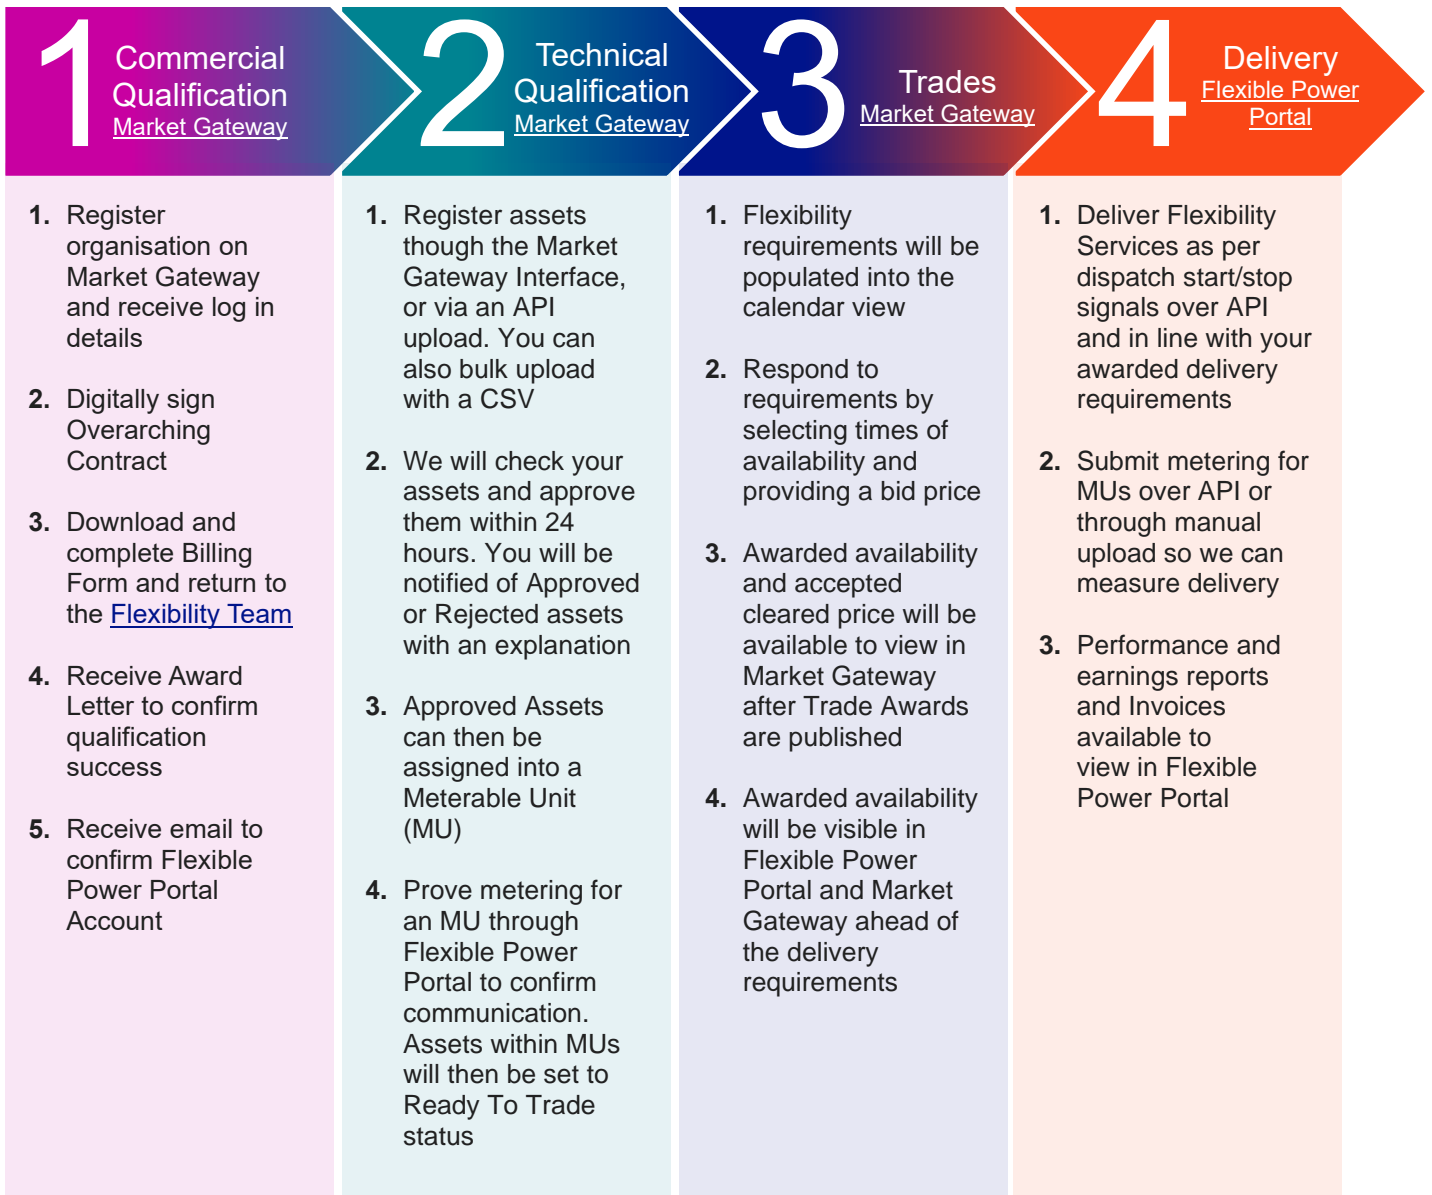 1
Commercial
Qualification
Market Gateway
1. Register
organisation on
Market Gateway
and receive log in
details
2. Digitally sign
Overarching
Contract
3. Download and
complete Billing
Form and return to
the Flexibility Team
4. Receive Award
Letter to confirm
qualification
success
5. Receive email to
confirm Flexible
Power Portal
Account
2
Technical
Qualification
Market Gateway
1. Register assets
though the Market
Gateway Interface,
or via an API
upload. You can
also bulk upload
with a CSV
2. We will check your
assets and approve
them within 24
hours. You will be
notified of Approved
or Rejected assets
with an explanation
3. Approved Assets
can then be
assigned into a
Meterable Unit
(MU)
4. Prove metering for
an MU through
Flexible Power
Portal to confirm
communication.
Assets within MUs
will then be set to
Ready To Trade
status
3
Trades
Market Gateway
1. Flexibility
requirements will be
populated into the
calendar view
2. Respond to
requirements by
selecting times of
availability and
providing a bid price
3. Awarded availability
and accepted
cleared price will be
available to view in
Market Gateway
after Trade Awards
are published
4. Awarded availability
will be visible in
Flexible Power
Portal and Market
Gateway ahead of
the delivery
requirements
4
Delivery
Flexible Power
Portal
1. Deliver Flexibility
Services as per
dispatch start/stop
signals over API
and in line with your
awarded delivery
requirements
2. Submit metering for
MUs over API or
through manual
upload so we can
measure delivery
3. Performance and
earnings reports
and Invoices
available to
view in Flexible
Power Portal